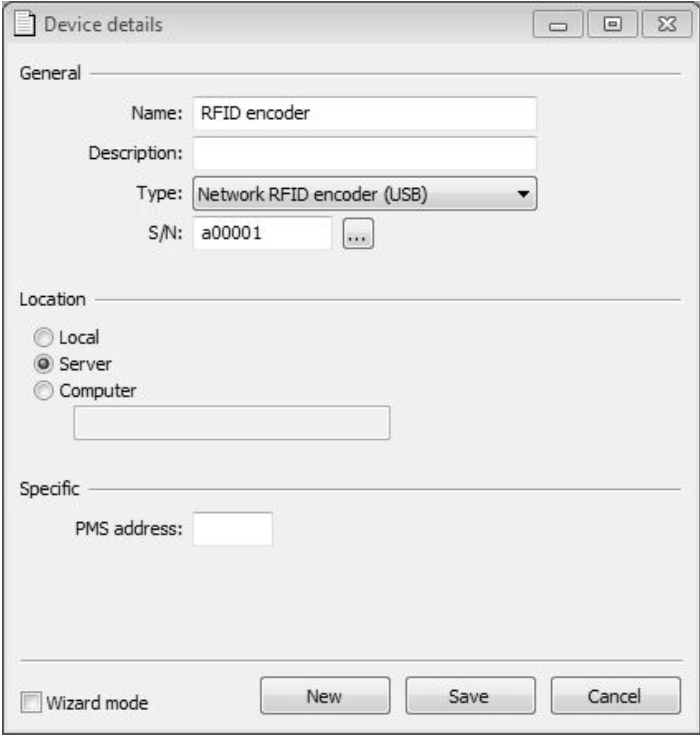 Device details
General
Name: RFID encoder
Description:
Type: Network RFID encoder (USB)
S/N: a00001 ...
Location
Local
Server
Computer
Specific
PMS address:
Wizard mode New Save Cancel